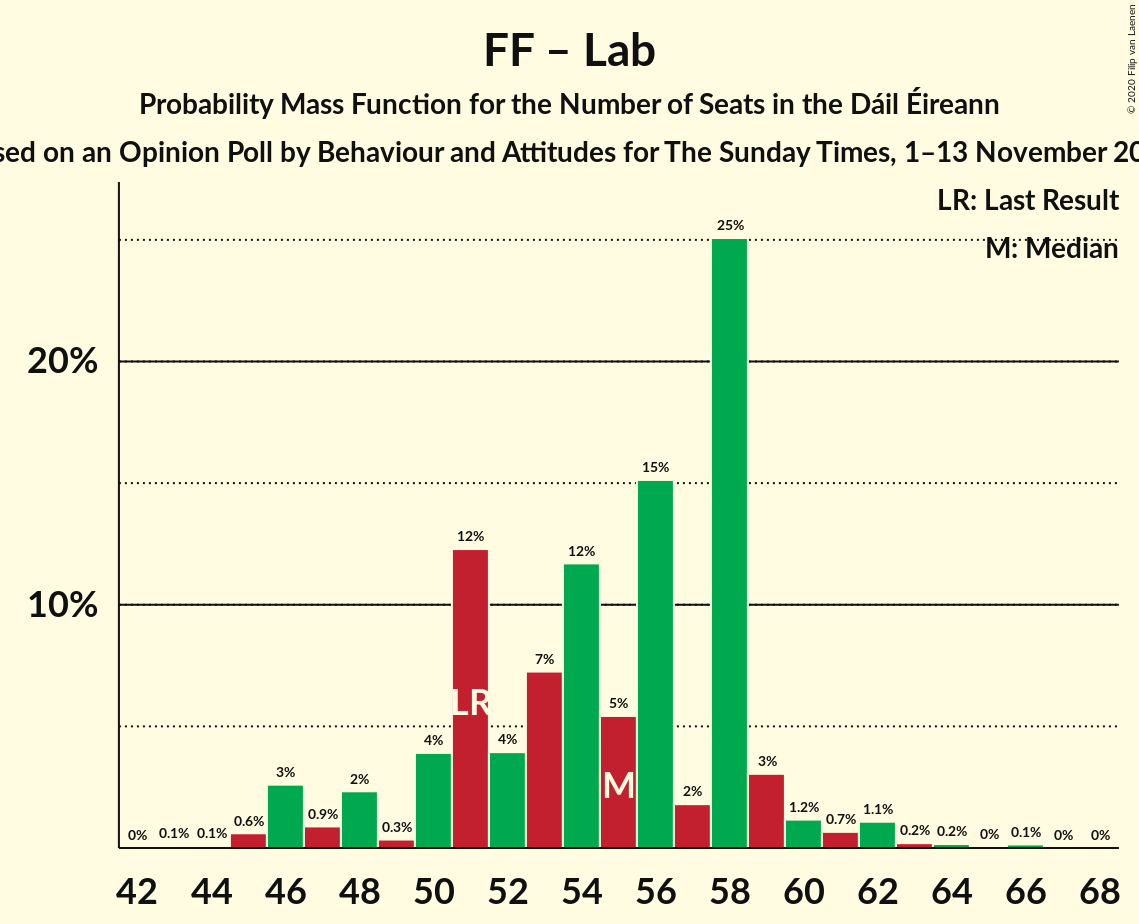 FF – Lab
Probability Mass Function for the Number of Seats in the Dáil Éireann
sed on an Opinion Poll by Behaviour and Attitudes for The Sunday Times, 1–13 November 20
© 2020 Filip van Laenen
LR: Last Result
M: Median
20%
10%
0% 0.1% 0.1% 0.6% 3% 0.9% 2% 0.3% 4% 12% 4% 7% 12% 5% 15% 2% 25% 3% 1.2% 0.7% 1.1% 0.2% 0.2% 0% 0.1% 0% 0%
LR
M
42 44 46 48 50 52 54 56 58 60 62 64 66 68